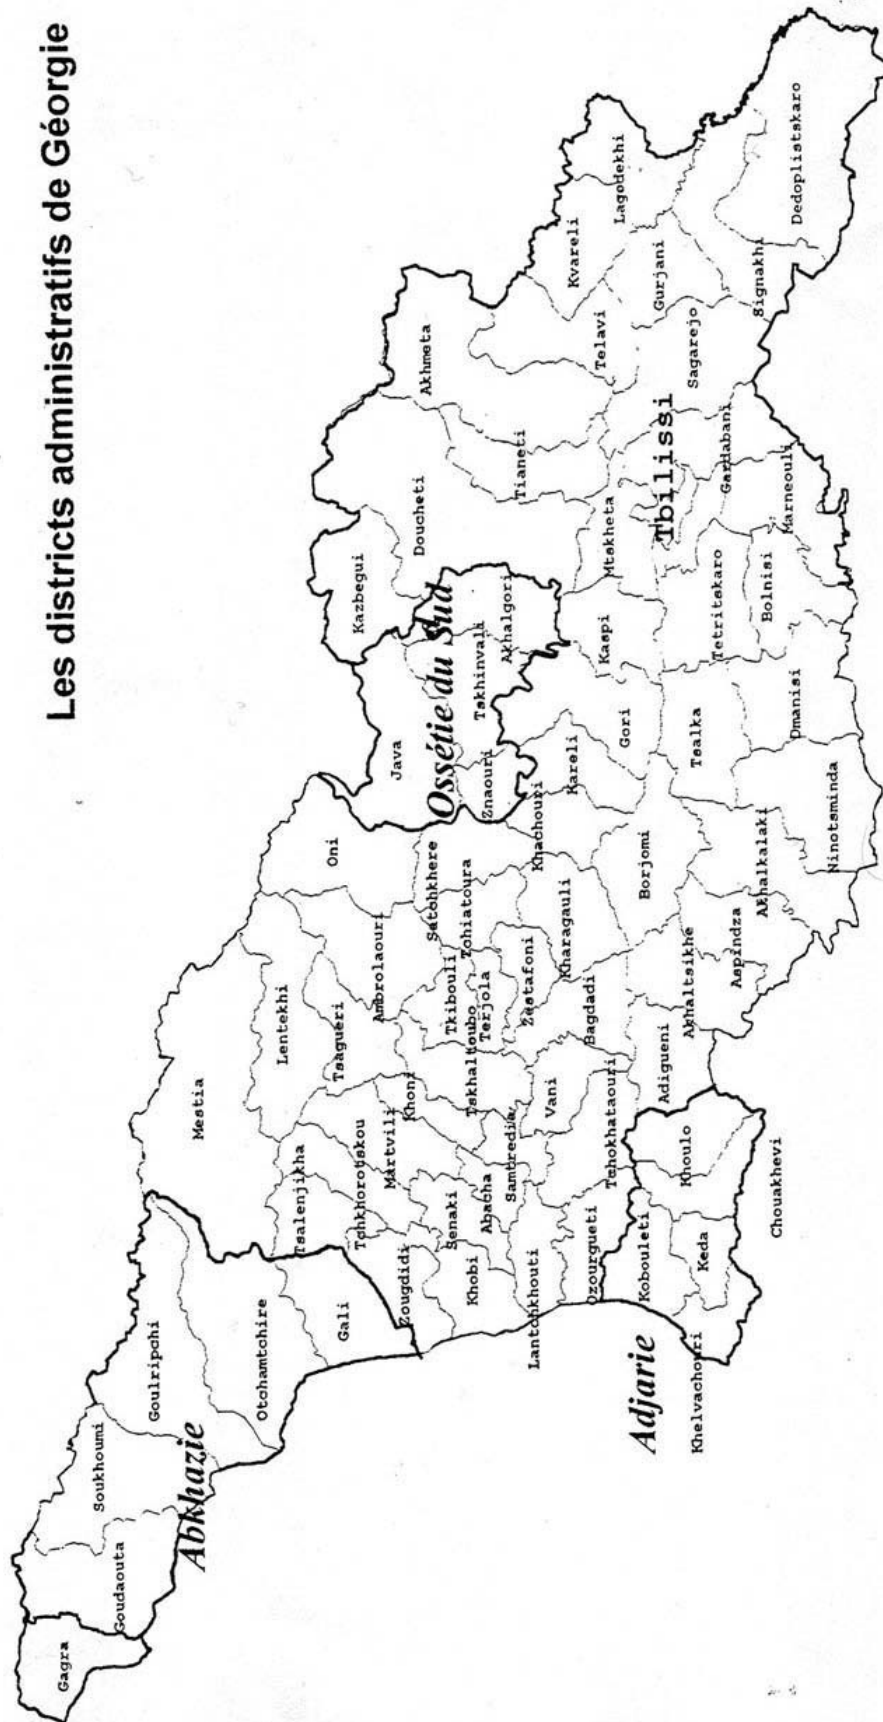 Les districts administratifs de Géorgie
Gagra
Goudaouta
Soukhoumi
Abkhazie
Goulripchi
Otchamtchire
Gali
Mestia
Tsalenjikha
Tchkhorotskou
Zougdidi
Lentekhi
Tsagueri
Martvili
Khoni
Senaki
Khobi
Abacha
Oni
Ambrolaouri
Satchkhere
Tchiatoura
Tkibouli
Terjola
Tskhaltoubo
Samtredia
Lantchkhouti
Zestafoni
Vani
Kharagauli
Bagdadi
Tchokhataouri
Ozourgueti
Adjarie
Kobouleti
Khelvachouri
Keda
Khoulo
Chouakhevi
Adigueni
Akhaltsikhe
Aspindza
Borjomi
Akhalkalaki
Ninotsminda
Java
Ossétie du Sud
Znaouri
Tskhinvali
Akhalgori
Khachouri
Kareli
Gori
Kaspi
Tsalka
Dmanisi
Tetritskaro
Bolnisi
Marneouli
Gardabani
Kazbegui
Doucheti
Mtskheta
Tbilissi
Tianeti
Akhmeta
Telavi
Kvareli
Lagodekhi
Gurjani
Sagarejo
Signakhi
Dedoplistskaro